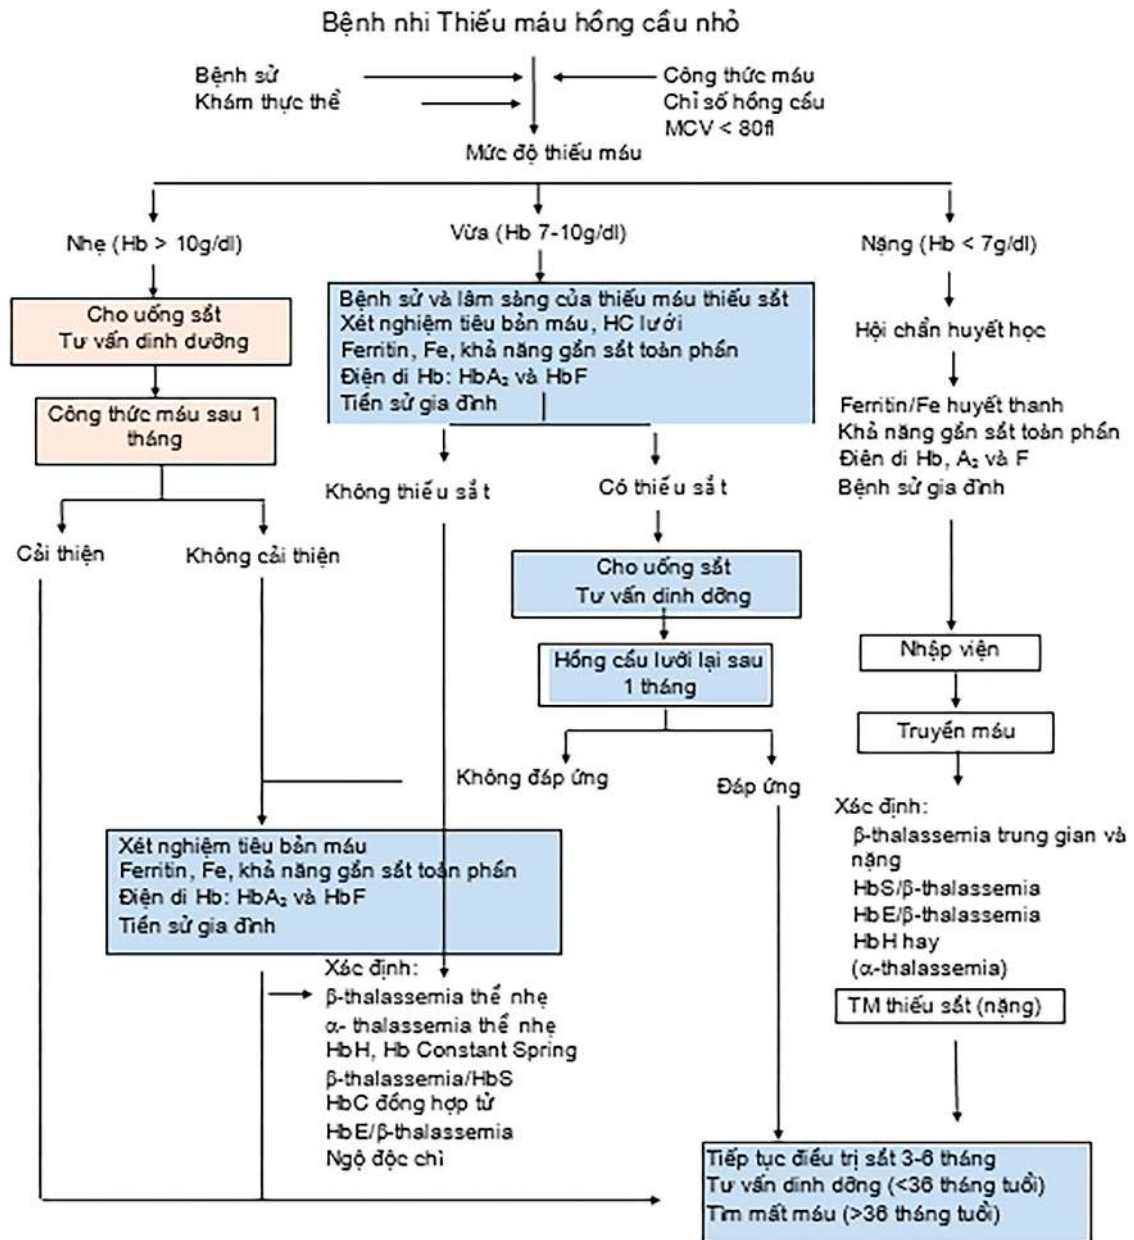 Bệnh nhi Thiếu máu hồng cầu nhỏ
Bệnh sử
Khám thực thể
Công thức máu
Chỉ số hồng cầu
MCV < 80fl
Mức độ thiếu máu
Nhẹ (Hb > 10g/dl)
Vừa (Hb 7-10g/dl)
Nặng (Hb < 7g/dl)
Cho uống sắt
Tư vấn dinh dưỡng
Công thức máu sau 1
tháng
Cải thiện
Không cải thiện
Bệnh sử và lâm sàng của thiếu máu thiếu sắt
Xét nghiệm tiêu bản máu, HC lưới
Ferritin, Fe, khả năng gắn sắt toàn phần
Điện di Hb: HbA₂ và HbF
Tiền sử gia đình
Không thiếu sắt
Có thiếu sắt
Cho uống sắt
Tư vấn dinh dõng
Hồng cầu lưới lại sau
1 tháng
Không đáp ứng
Đáp ứng
Hội chẩn huyết học
Ferritin/Fe huyết thanh
Khả năng gắn sắt toàn phần
Điện di Hb, A₂ và F
Bệnh sử gia đình
Nhập viện
Truyền máu
Xác định:
β-thalassemia trung gian và
nặng
HbS/β-thalassemia
HbE/β-thalassemia
HbH hay
(α-thalassemia)
TM thiếu sắt (nặng)
Xét nghiệm tiêu bản máu
Ferritin, Fe, khả năng gắn sắt toàn phần
Điện di Hb: HbA₂ và HbF
Tiền sử gia đình
Xác định:
β-thalassemia thể nhẹ
α- thalassemia thể nhẹ
HbH, Hb Constant Spring
β-thalassemia/HbS
HbC đồng hợp tử
HbE/β-thalassemia
Ngộ độc chì
Tiếp tục điều trị sắt 3-6 tháng
Tư vấn dinh dõng (<36 tháng tuổi)
Tìm mất máu (>36 tháng tuổi)